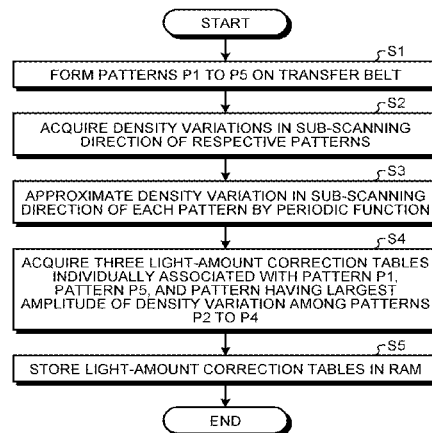 START
S1
FORM PATTERNS P1 TO P5 ON TRANSFER BELT
S2
ACQUIRE DENSITY VARIATIONS IN SUB-SCANNING
DIRECTION OF RESPECTIVE PATTERNS
S3
APPROXIMATE DENSITY VARIATION IN SUB-SCANNING
DIRECTION OF EACH PATTERN BY PERIODIC FUNCTION
S4
ACQUIRE THREE LIGHT-AMOUNT CORRECTION TABLES
INDIVIDUALLY ASSOCIATED WITH PATTERN P1,
PATTERN P5, AND PATTERN HAVING LARGEST
AMPLITUDE OF DENSITY VARIATION AMONG PATTERNS
P2 TO P4
S5
STORE LIGHT-AMOUNT CORRECTION TABLES IN RAM
END